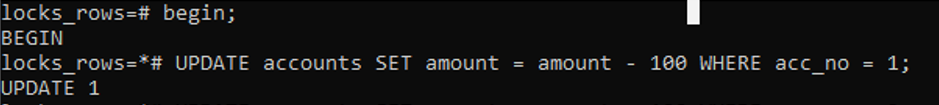 locks_rows=# begin;
BEGIN
locks_rows=*# UPDATE accounts SET amount = amount - 100 WHERE acc_no = 1;
UPDATE 1